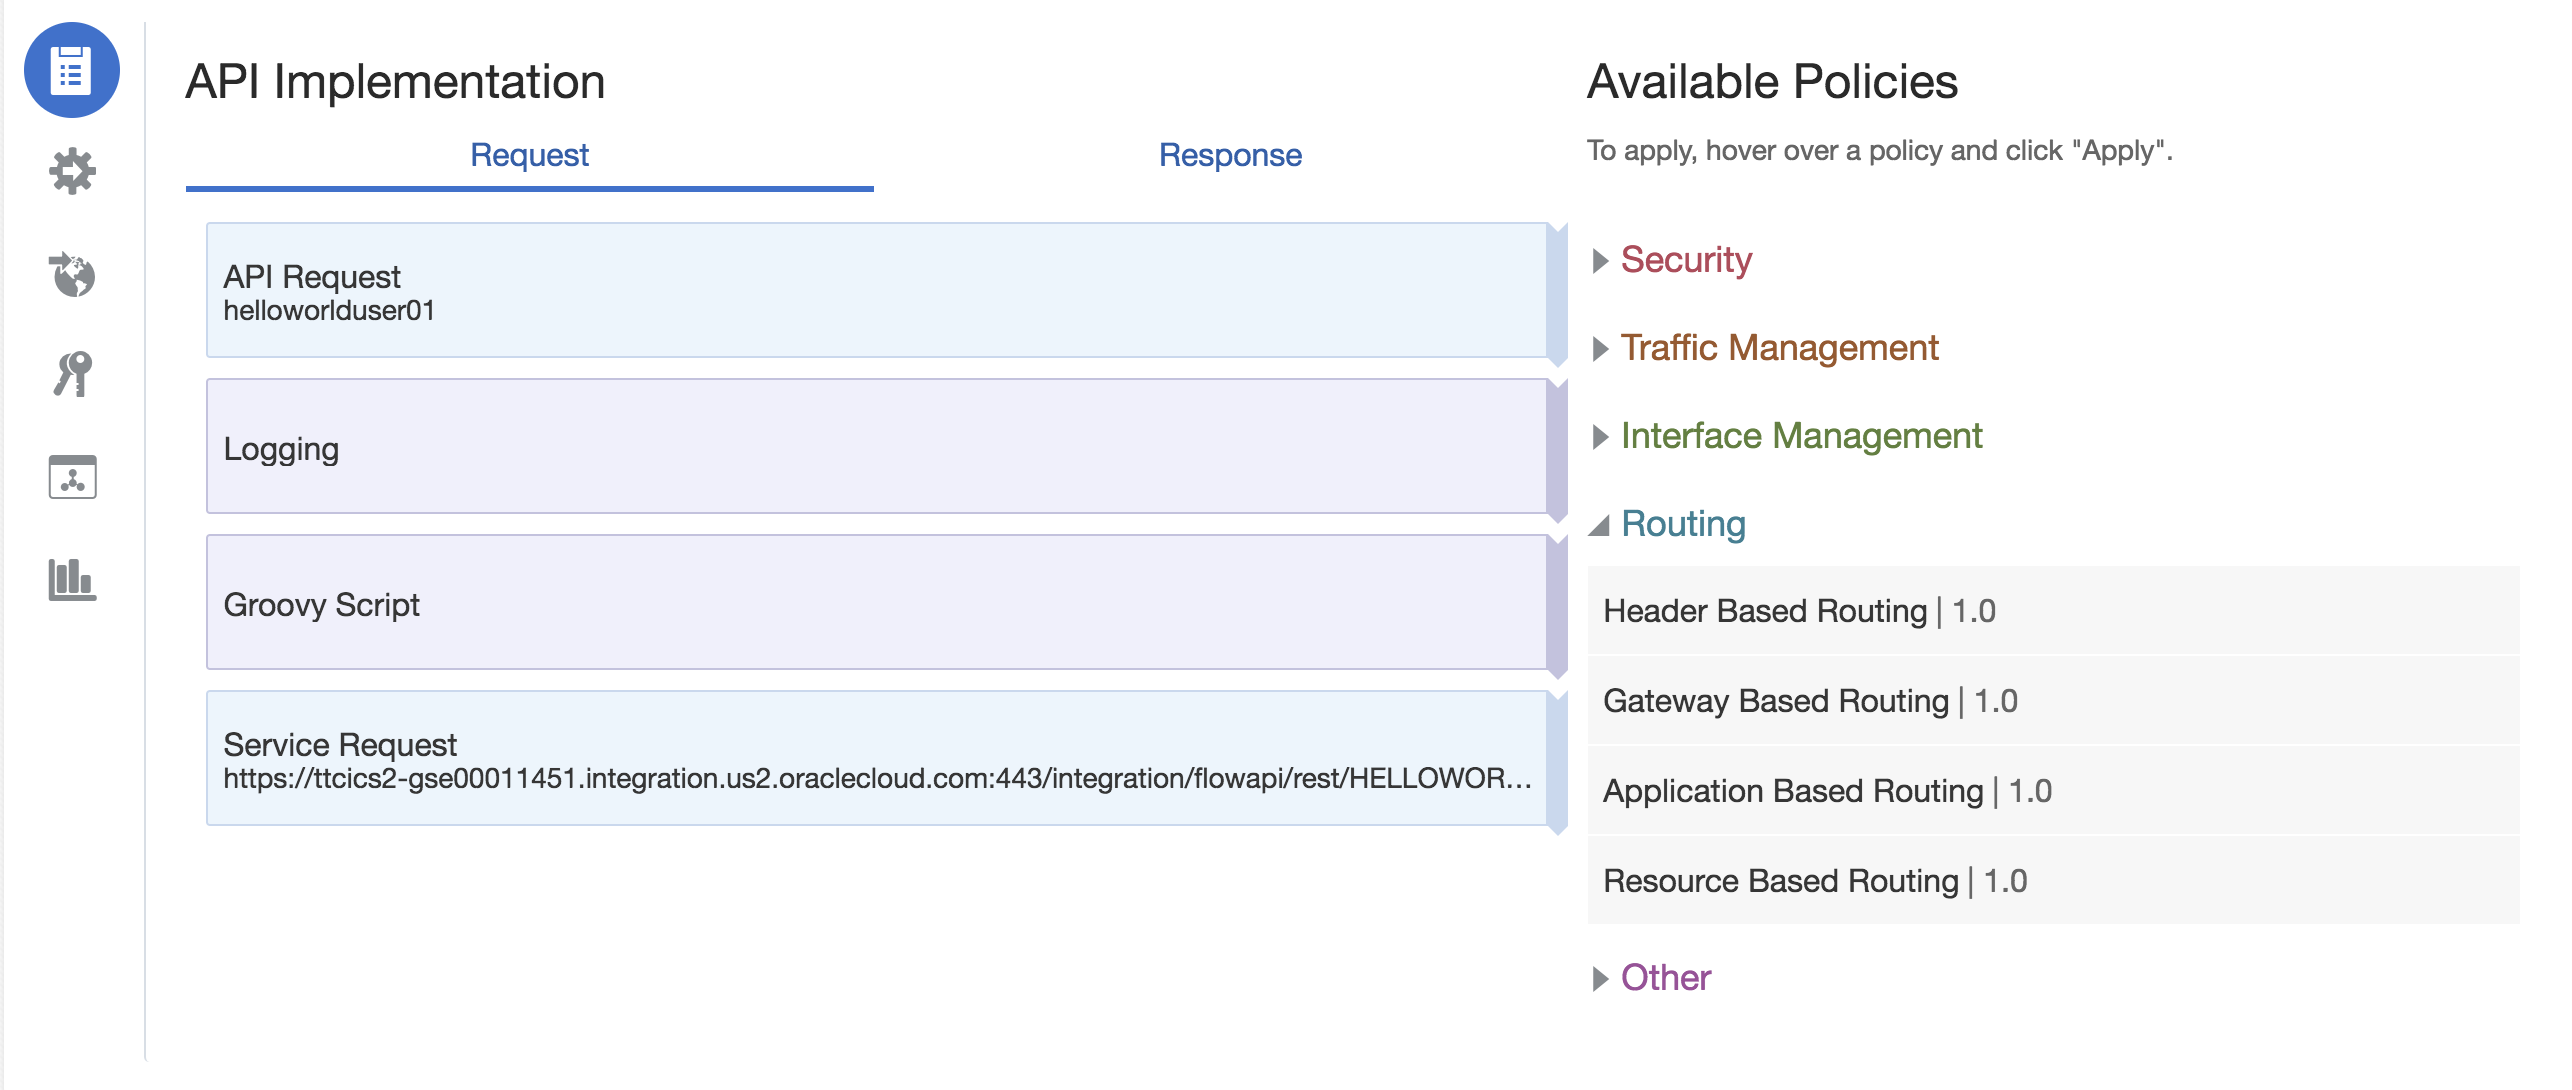 API Implementation
Request
Response
API Request
helloworlduser01
Logging
Groovy Script
Service Request
https://ttcics2-gse00011451.integration.us2.oraclecloud.com:443/integration/flowapi/rest/HELLOWOR...
Available Policies
To apply, hover over a policy and click "Apply".
Security
Traffic Management
Interface Management
Routing
Header Based Routing | 1.0
Gateway Based Routing | 1.0
Application Based Routing | 1.0
Resource Based Routing | 1.0
Other